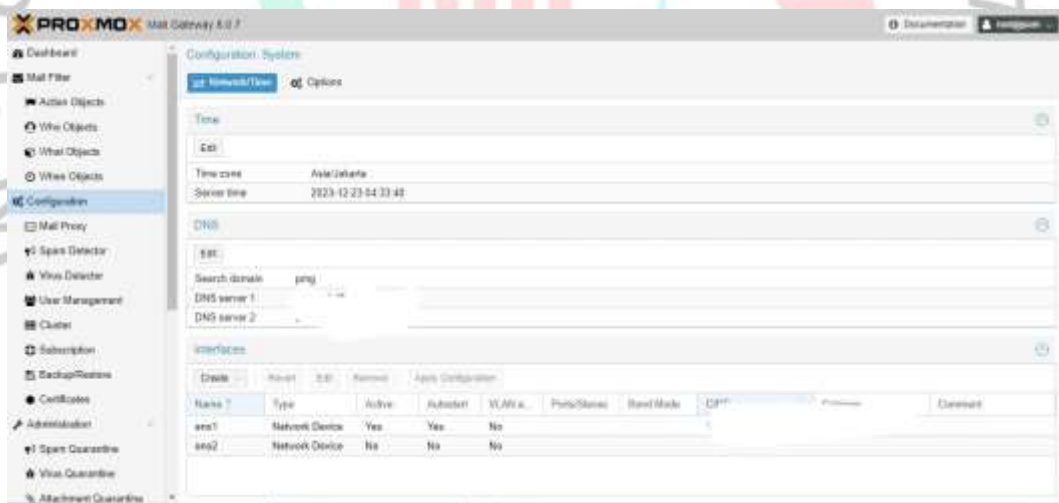 PROXMOX Mail Gateway 8.0.7
Documentation
Dashboard
Mail Filter
Action Objects
Who Objects
What Objects
When Objects
Configuration
Mail Proxy
Spam Detector
Virus Detector
User Management
Cluster
Subscription
Backup/Restore
Certificates
Administration
Spam Quarantine
Virus Quarantine
Attachment Quarantine
Configuration: System
Network/Time Options
Time
Edit
Time zone Asia/Jakarta
Server time 2023-12-23 04:33:40
DNS
Edit
Search domain pmg
DNS server 1
DNS server 2
Interfaces
Create Revert Edit Remove Apply Configuration
Name Type Active Autostart VLAN a... Ports/Slaves Bond Mode Comment
ens1 Network Device Yes Yes No
ens2 Network Device No No No